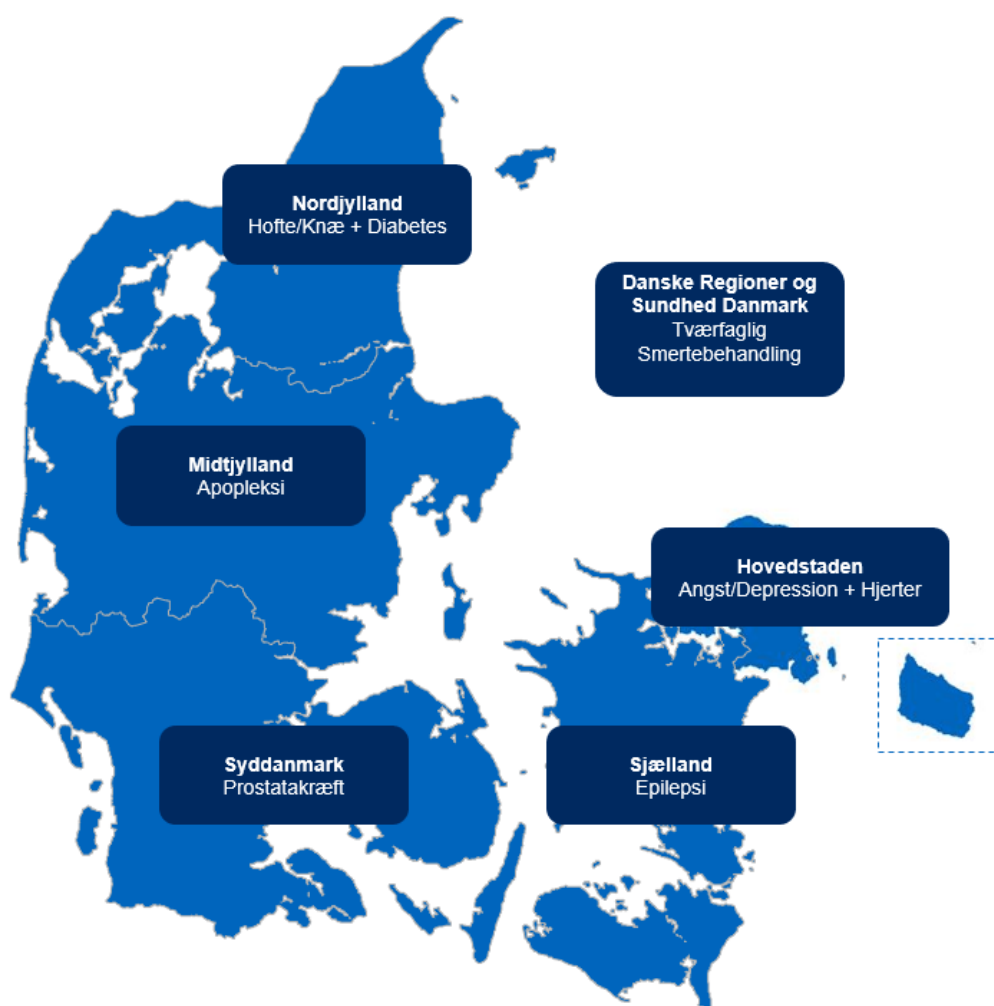 Nordjylland
Hofte/Knæ + Diabetes
Danske Regioner og
Sundhed Danmark
Tværfaglig
Smertebehandling
Midtjylland
Apopleksi
Hovedstaden
Angst/Depression + Hjerter
Syddanmark
Prostatakræft
Sjælland
Epilepsi